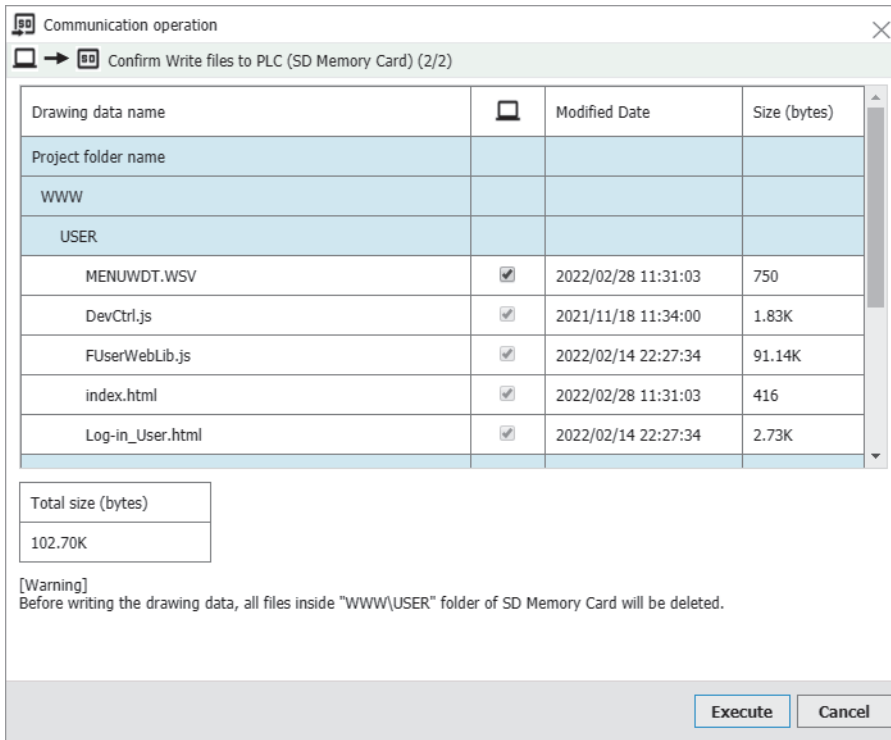 SD Communication operation
SD Confirm Write files to PLC (SD Memory Card) (2/2)
Drawing data name Modified Date Size (bytes)
Project folder name
WWW
USER
MENUWDT.WSV 2022/02/28 11:31:03 750
DevCtrl.js 2021/11/18 11:34:00 1.83K
FUserWebLib.js 2022/02/14 22:27:34 91.14K
index.html 2022/02/28 11:31:03 416
Log-in_User.html 2022/02/14 22:27:34 2.73K
Total size (bytes)
102.70K
[Warning]
Before writing the drawing data, all files inside "WWW\USER" folder of SD Memory Card will be deleted.
Execute Cancel